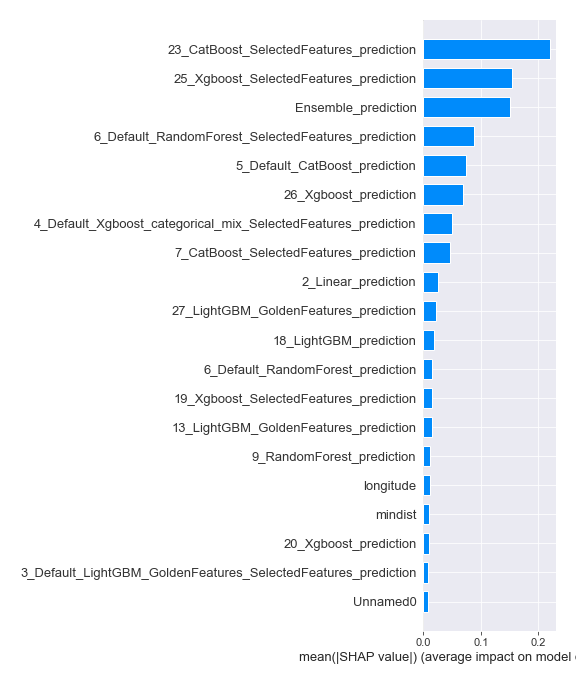 23_CatBoost_SelectedFeatures_prediction
25_Xgboost_SelectedFeatures_prediction
Ensemble_prediction
6_Default_RandomForest_SelectedFeatures_prediction
5_Default_CatBoost_prediction
26_Xgboost_prediction
4_Default_Xgboost_categorical_mix_SelectedFeatures_prediction
7_CatBoost_SelectedFeatures_prediction
2_Linear_prediction
27_LightGBM_GoldenFeatures_prediction
18_LightGBM_prediction
6_Default_RandomForest_prediction
19_Xgboost_SelectedFeatures_prediction
13_LightGBM_GoldenFeatures_prediction
9_RandomForest_prediction
longitude
mindist
20_Xgboost_prediction
3_Default_LightGBM_GoldenFeatures_SelectedFeatures_prediction
Unnamed0
0.0 0.1 0.2
mean(|SHAP value|) (average impact on model